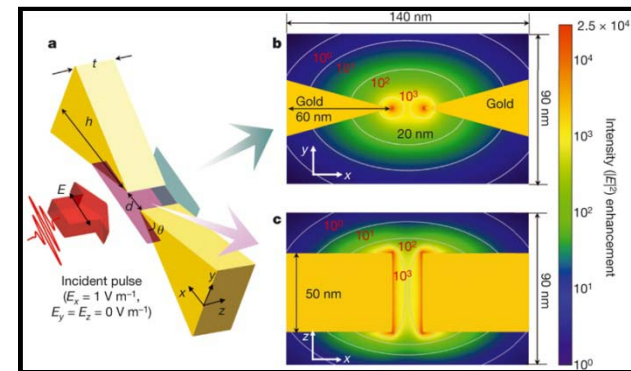 a
t
h
E
d
θ
y
x
z
Incident pulse
(Ex = 1 V m⁻¹,
Ey = Ez = 0 V m⁻¹)
140 nm
b
10⁰
10¹
10²
10³
Gold
60 nm
Gold
20 nm
y
x
90 nm
c
10⁰
10¹
10²
10³
50 nm
z
x
90 nm
2.5 × 10⁴
10⁴
10³
10²
10¹
10⁰
Intensity (|E|²) enhancement